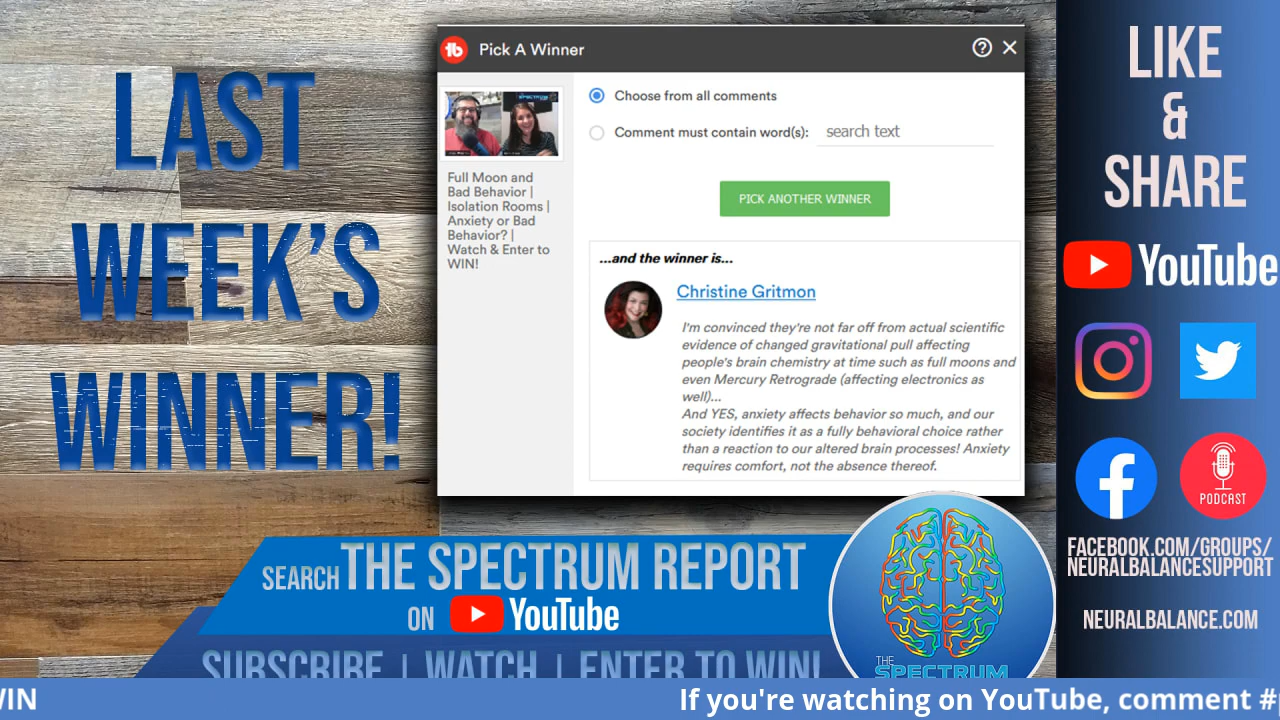 LAST
WEEK'S
WINNER!
Pick A Winner
Choose from all comments
Comment must contain word(s): search text
Full Moon and
Bad Behavior |
Isolation Rooms |
Anxiety or Bad
Behavior? |
Watch & Enter to
WIN!
PICK ANOTHER WINNER
...and the winner is...
Christine Gritmon
I'm convinced they're not far off from actual scientific
evidence of changed gravitational pull affecting
people's brain chemistry at time such as full moons and
even Mercury Retrograde (affecting electronics as
well)...
And YES, anxiety affects behavior so much, and our
society identifies it as a fully behavioral choice rather
than a reaction to our altered brain processes! Anxiety
requires comfort, not the absence thereof.
LIKE
&
SHARE
YouTube
PODCAST
FACEBOOK.COM/GROUPS/
NEURALBALANCESUPPORT
NEURALBALANCE.COM
SEARCH THE SPECTRUM REPORT
ON YouTube
SUBSCRIBE | WATCH | ENTER TO WIN!
THE
SPECTRUM
WIN
If you're watching on YouTube, comment #